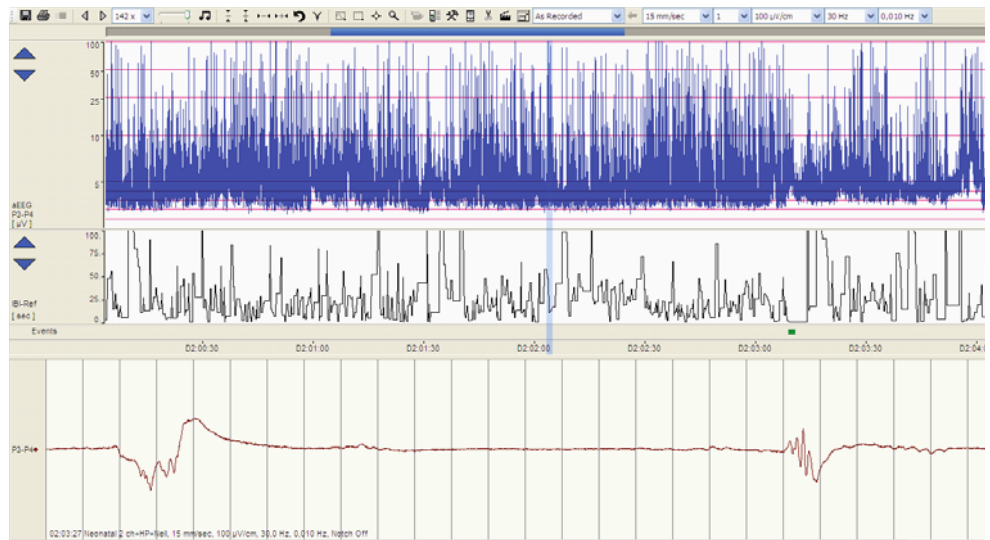 142 x As Recorded 15 mm/sec 1 100 µV/cm 30 Hz 0,010 Hz
100
50
25
10
5
aEEG
P3-P4
[ µV ]
100
75
50
25
0
IBI-Ref
[ sec ]
Events
D2:00:30 D2:01:00 D2:01:30 D2:02:00 D2:02:30 D2:03:00 D2:03:30 D2:04:0
P3-P4
02:03:27 Neonatal 2 ch+HP=Neil, 15 mm/sec, 100 µV/cm, 30.0 Hz, 0,010 Hz, Notch Off